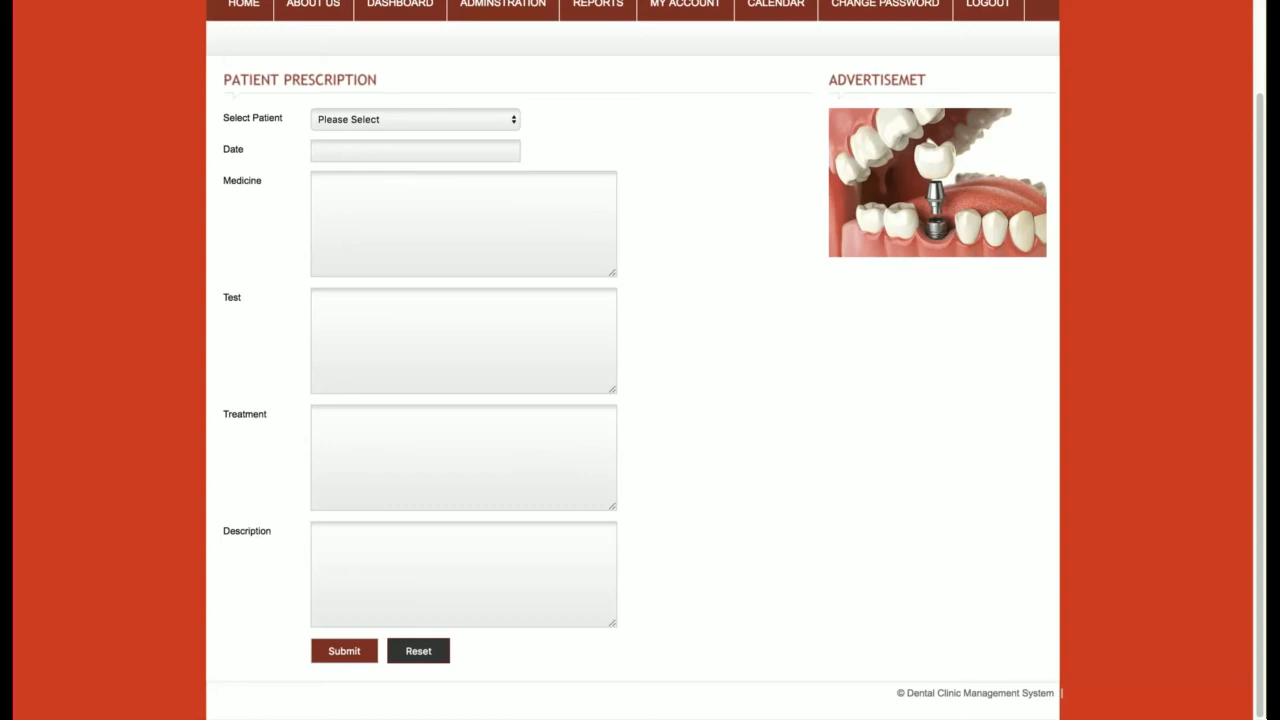 HOME ABOUT US DASHBOARD ADMINSTRATION REPORTS MY ACCOUNT CALENDAR CHANGE PASSWORD LOGOUT
PATIENT PRESCRIPTION
ADVERTISEMET
Select Patient Please Select
Date
Medicine
Test
Treatment
Description
Submit Reset
© Dental Clinic Management System |